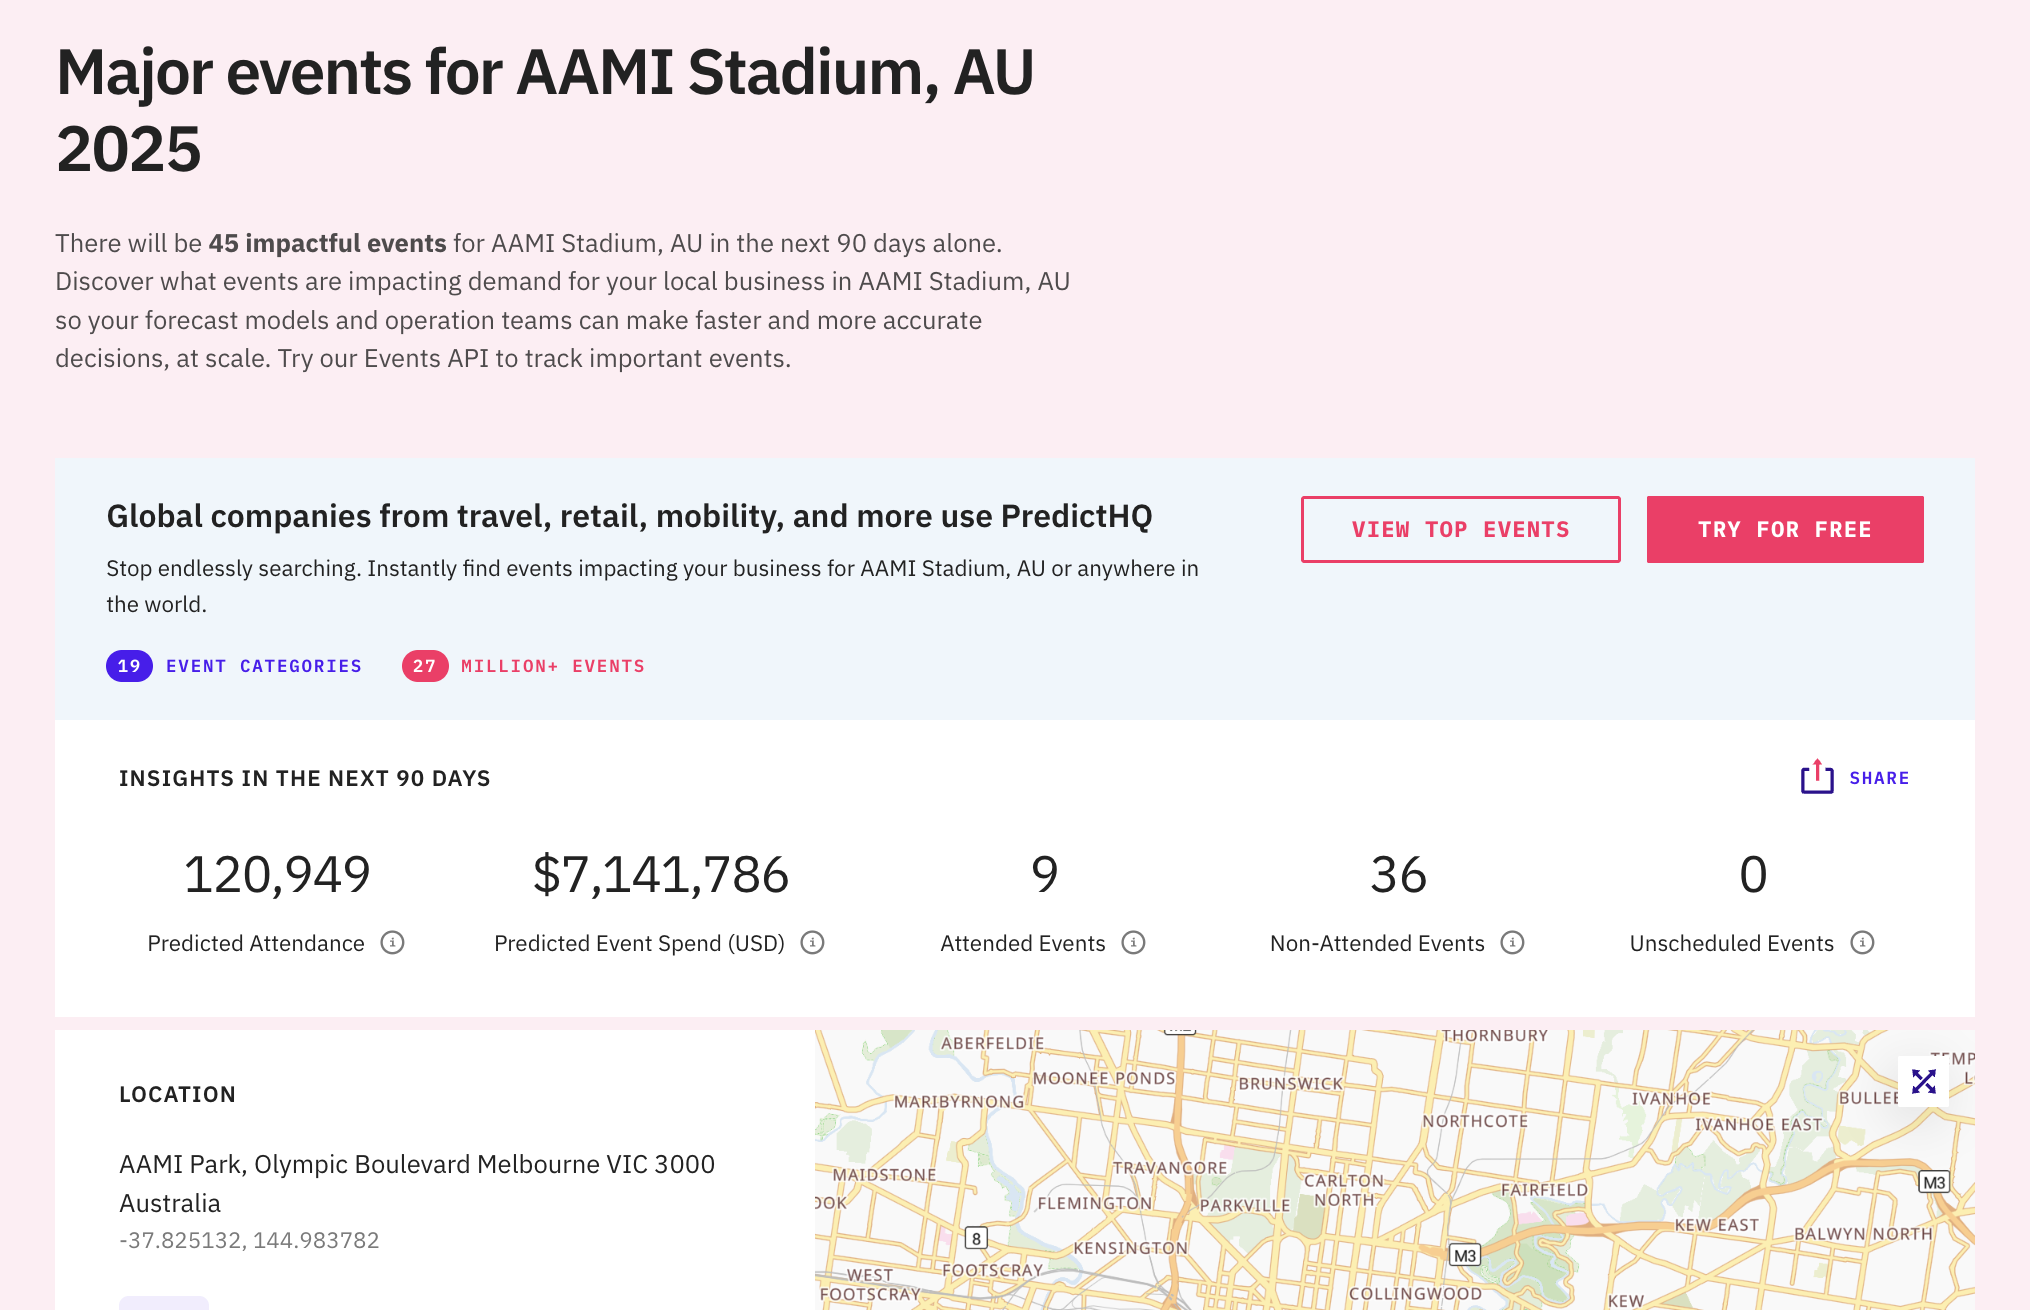 Major events for AAMI Stadium, AU
2025
There will be 45 impactful events for AAMI Stadium, AU in the next 90 days alone.
Discover what events are impacting demand for your local business in AAMI Stadium, AU
so your forecast models and operation teams can make faster and more accurate
decisions, at scale. Try our Events API to track important events.
Global companies from travel, retail, mobility, and more use PredictHQ
Stop endlessly searching. Instantly find events impacting your business for AAMI Stadium, AU or anywhere in
the world.
VIEW TOP EVENTS
TRY FOR FREE
19 EVENT CATEGORIES
27 MILLION+ EVENTS
INSIGHTS IN THE NEXT 90 DAYS
SHARE
120,949
Predicted Attendance
$7,141,786
Predicted Event Spend (USD)
9
Attended Events
36
Non-Attended Events
0
Unscheduled Events
LOCATION
AAMI Park, Olympic Boulevard Melbourne VIC 3000
Australia
-37.825132, 144.983782
ABERFELDIE
THORNBURY
MOONEE PONDS
BRUNSWICK
MARIBYRNONG
IVANHOE
NORTHCOTE
IVANHOE EAST
TRAVANCORE
MAIDSTONE
CARLTON
NORTH
M3
FAIRFIELD
FLEMINGTON
PARKVILLE
KEW EAST
BALWYN NORTH
8
KENSINGTON
M3
FOOTSCRAY
WEST
FOOTSCRAY
COLLINGWOOD
KEW